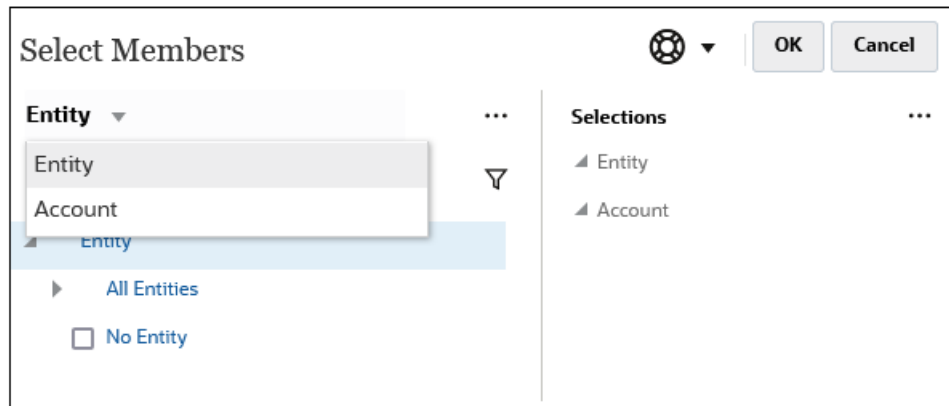 Select Members
OK
Cancel
Entity
Entity
Account
Entity
All Entities
No Entity
Selections
Entity
Account